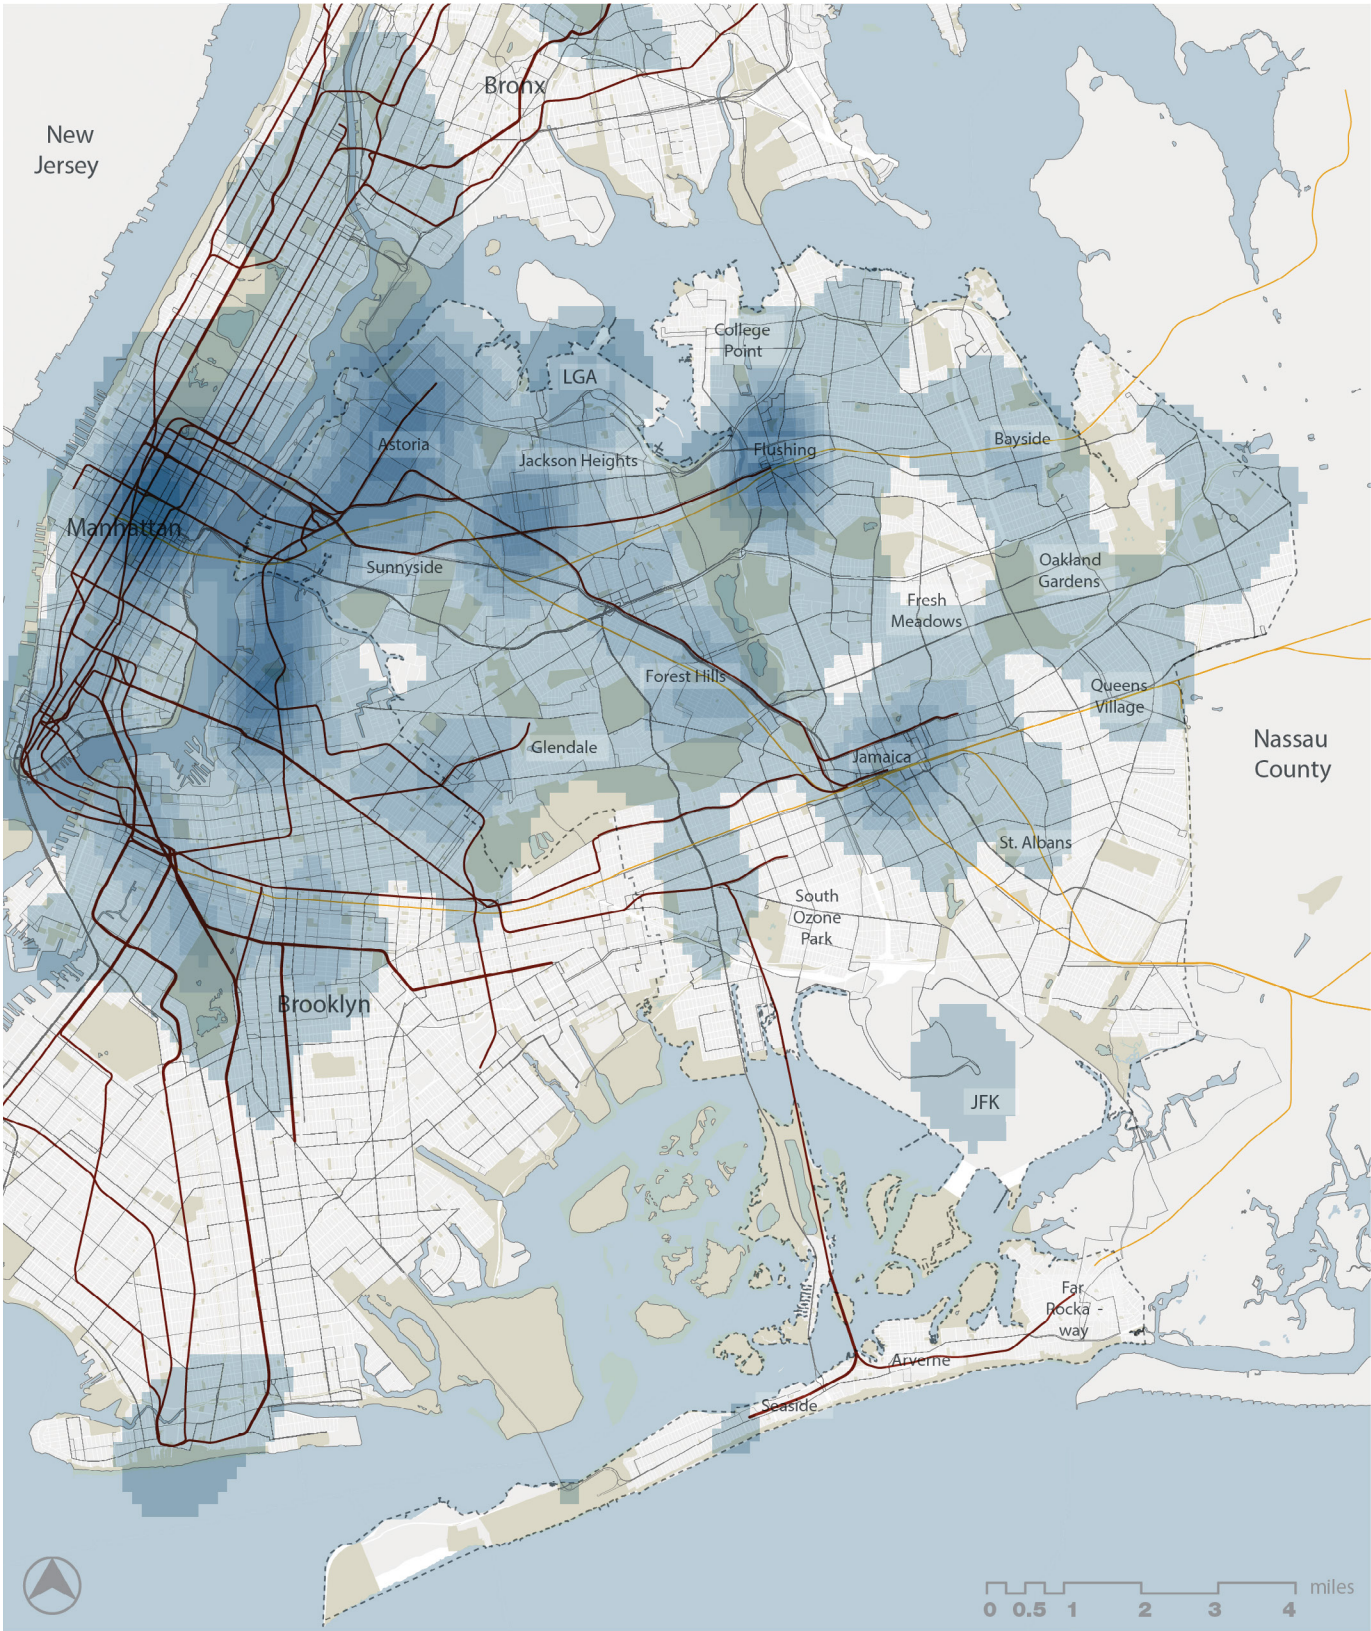 Bronx
New
Jersey
College
Point
LGA
Astoria
Jackson Heights
Flushing
Bayside
Manhattan
Sunnyside
Oakland
Gardens
Fresh
Meadows
Forest Hills
Queens
Village
Glendale
Jamaica
Nassau
County
St. Albans
South
Ozone
Park
Brooklyn
JFK
Far
Rocka -
way
Arverne
Seaside
miles
0 0.5 1 2 3 4